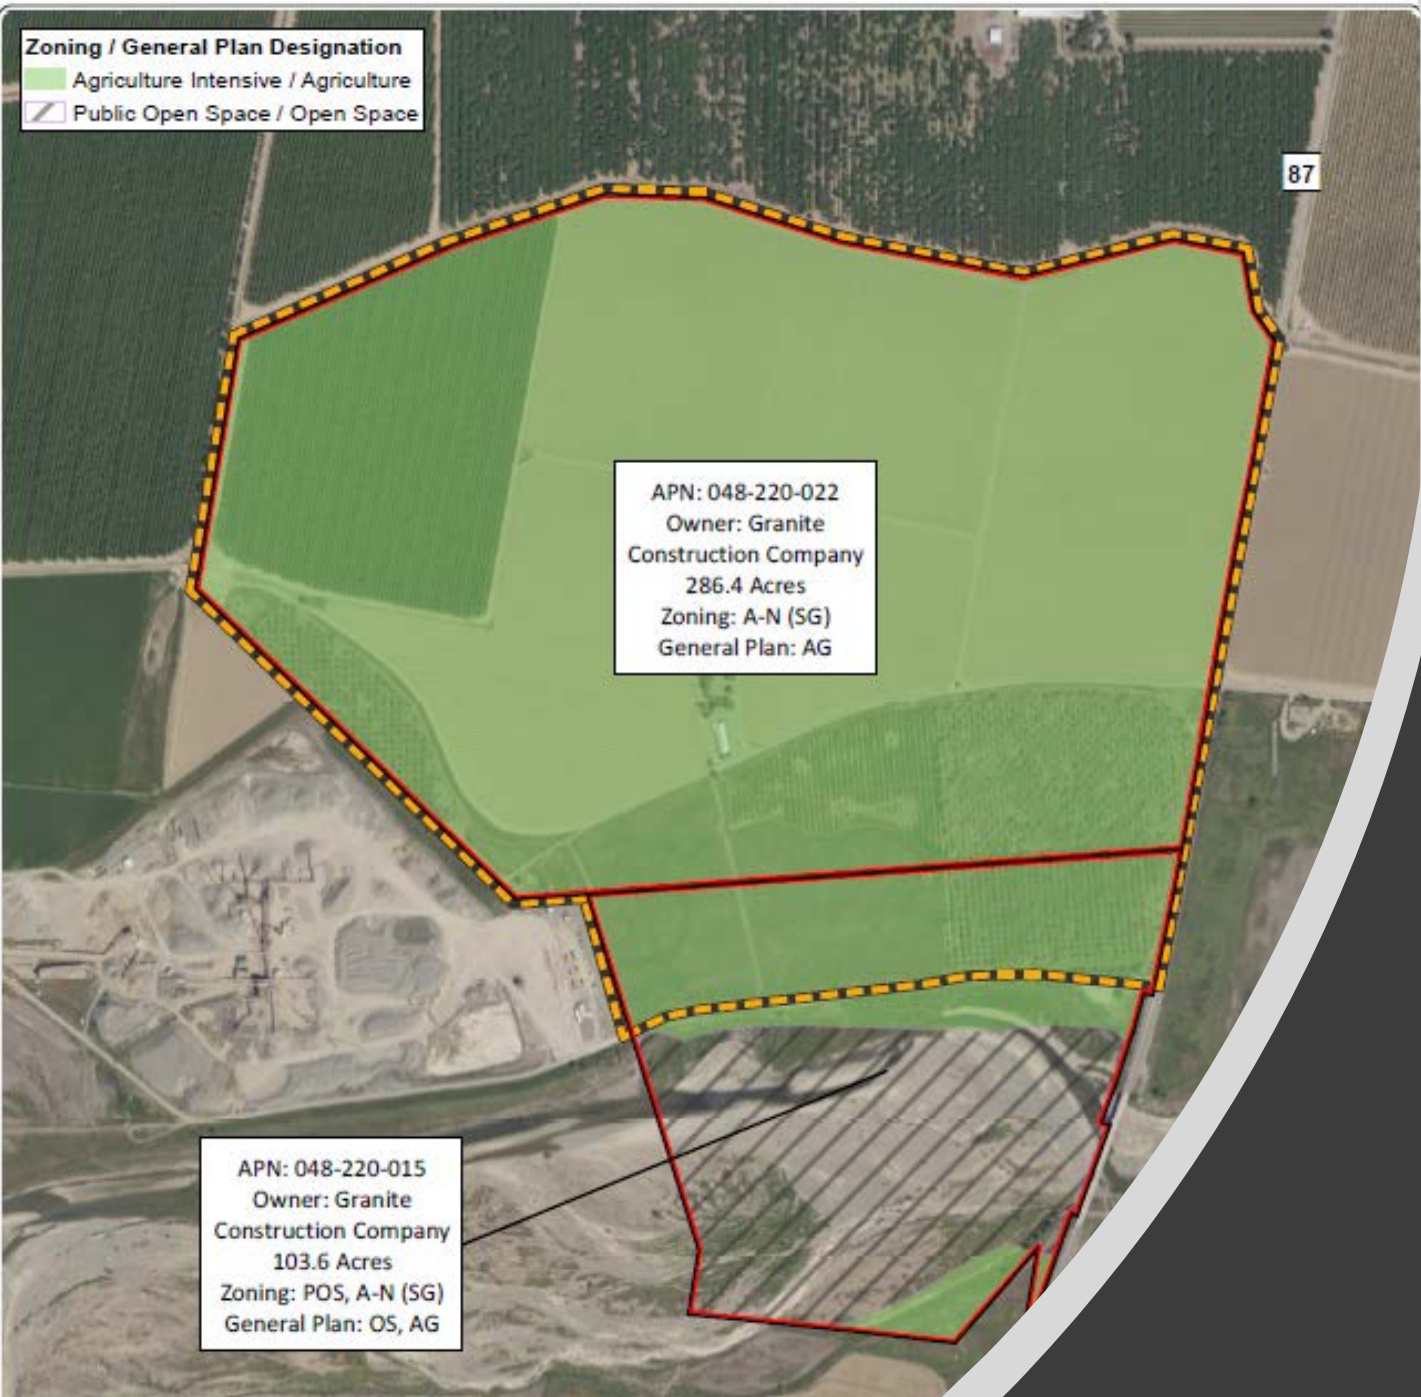 Zoning / General Plan Designation
Agriculture Intensive / Agriculture
Public Open Space / Open Space
87
APN: 048-220-022
Owner: Granite
Construction Company
286.4 Acres
Zoning: A-N (SG)
General Plan: AG
APN: 048-220-015
Owner: Granite
Construction Company
103.6 Acres
Zoning: POS, A-N (SG)
General Plan: OS, AG